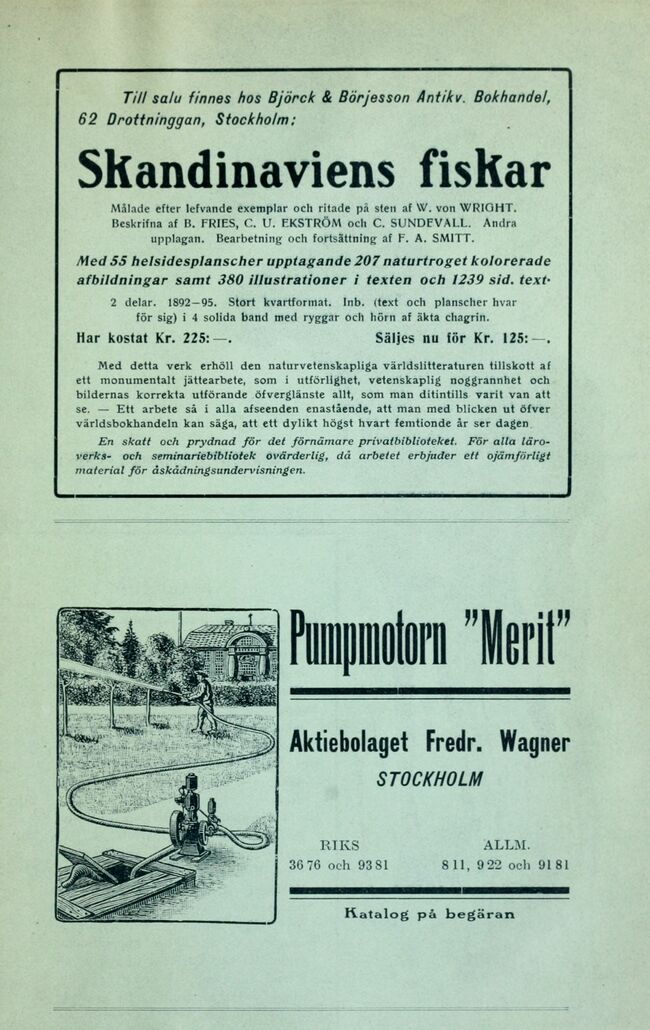 Till salu finnes hos Björck & Börjesson Antikv. Bokhandel,
62 Drottninggan, Stockholm:
Skandinaviens fiskar
Målade efter lefvande exemplar och ritade på sten af W. von WRIGHT.
Beskrifna af B. FRIES, C. U. EKSTRÖM och C. SUNDEVALL. Andra
upplagan. Bearbetning och fortsättning af F. A. SMITT.
Med 55 helsidesplanscher upptagande 207 naturtroget kolorerade
afbildningar samt 380 illustrationer i texten och 1239 sid. text·
2 delar. 1892–95. Stort kvartformat. Inb. (text och planscher hvar
för sig) i 4 solida band med ryggar och hörn af äkta chagrin.
Har kostat Kr. 225: —. Säljes nu för Kr. 125: —.
Med detta verk erhöll den naturvetenskapliga världslitteraturen tillskott af
ett monumentalt jättearbete, som i utförlighet, vetenskaplig noggrannhet och
bildernas korrekta utförande öfverglänste allt, som man ditintills varit van att
se. — Ett arbete så i alla afseenden enastående, att man med blicken ut öfver
världsbokhandeln kan säga, att ett dylikt högst hvart femtionde år ser dagen
En skatt och prydnad för det förnämare privatbiblioteket. För alla läro-
verks- och seminariebibliotek ovärderlig, då arbetet erbjuder ett ojämförligt
material för åskådningsundervisningen.
Pumpmotorn "Merit"
Aktiebolaget Fredr. Wagner
STOCKHOLM
RIKS ALLM.
36 76 och 93 81 8 11, 9 22 och 91 81
Katalog på begäran